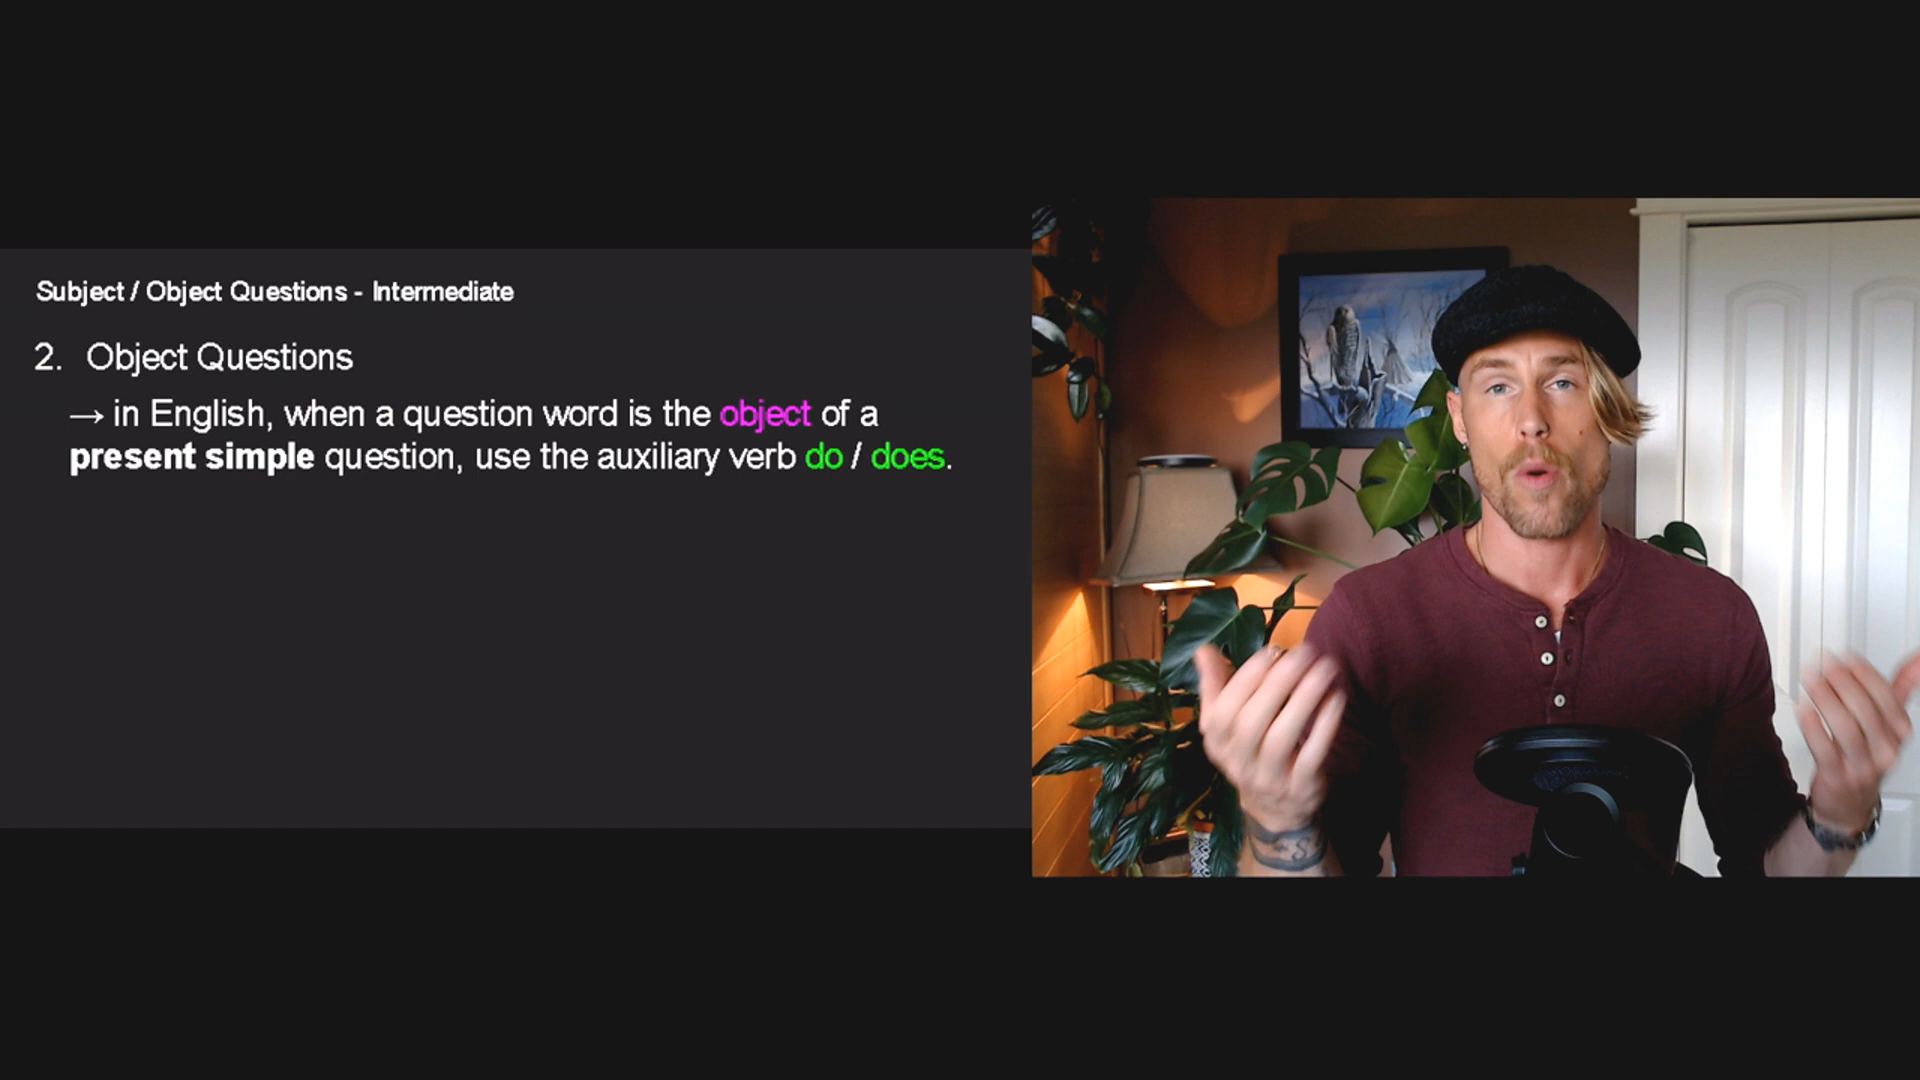 Subject / Object Questions - Intermediate
2. Object Questions
→ in English, when a question word is the object of a
present simple question, use the auxiliary verb do / does.